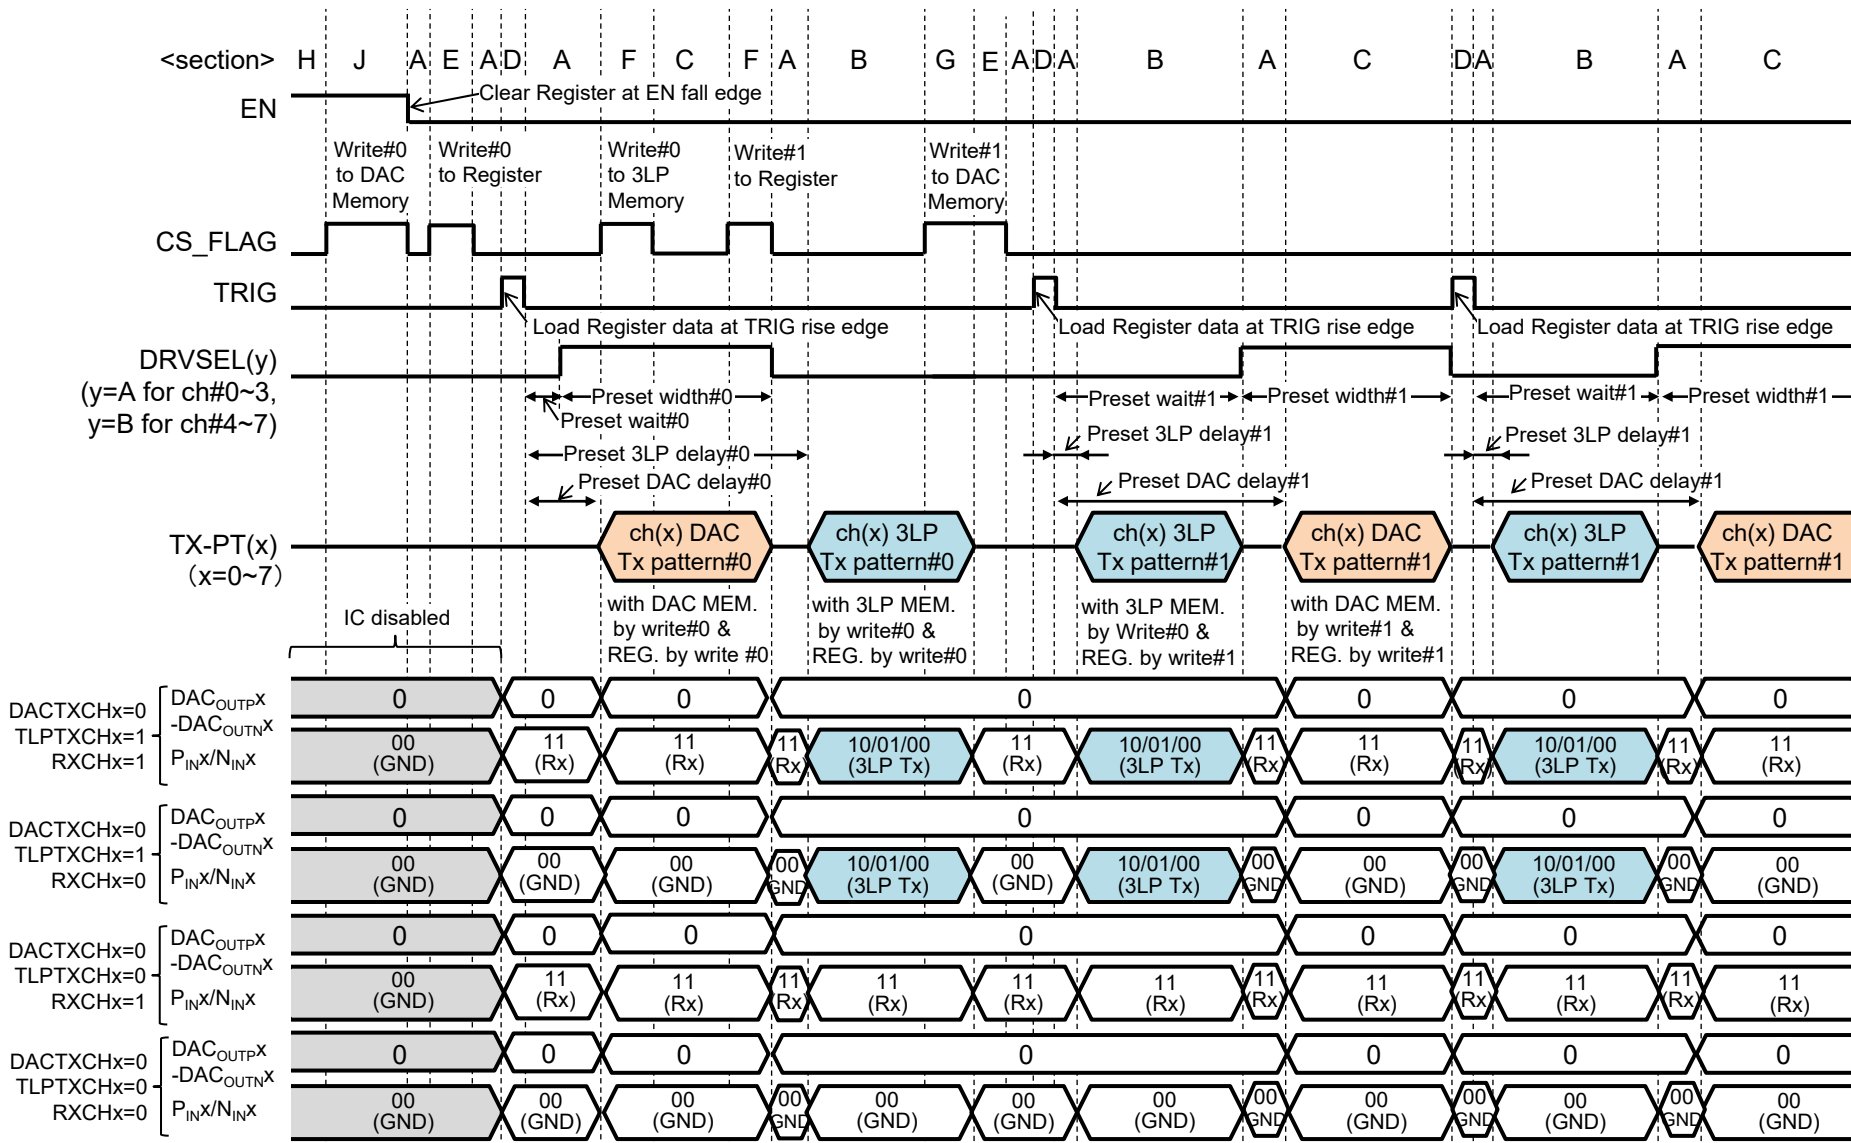 <section> H J A E A D A F C F A B G E A D A B A C D A B A C
EN
Clear Register at EN fall edge
Write#0
to DAC
Memory
Write#0
to Register
Write#0
to 3LP
Memory
Write#1
to Register
Write#1
to DAC
Memory
CS_FLAG
TRIG
Load Register data at TRIG rise edge
Load Register data at TRIG rise edge
Load Register data at TRIG rise edge
DRVSEL(y)
(y=A for ch#0~3,
y=B for ch#4~7)
Preset width#0
Preset wait#0
Preset 3LP delay#0
Preset DAC delay#0
Preset wait#1
Preset width#1
Preset 3LP delay#1
Preset DAC delay#1
Preset wait#1
Preset width#1
Preset 3LP delay#1
Preset DAC delay#1
TX-PT(x)
(x=0~7)
ch(x) DAC
Tx pattern#0
ch(x) 3LP
Tx pattern#0
ch(x) 3LP
Tx pattern#1
ch(x) DAC
Tx pattern#1
ch(x) 3LP
Tx pattern#1
ch(x) DAC
Tx pattern#1
IC disabled
with DAC MEM.
by write#0 &
REG. by write #0
with 3LP MEM.
by write#0 &
REG. by write#0
with 3LP MEM.
by Write#0 &
REG. by write#1
with DAC MEM.
by write#1 &
REG. by write#1
DACTXCHx=0
TLPTXCHx=1
RXCHx=1
DACOUTPx
-DACOUTNx
PINx/NINx
0 0 0 0 0 0 0
00 11 11 11 10/01/00 11 10/01/00 11 11 11 10/01/00 11 11
(GND) (Rx) (Rx) (Rx) (3LP Tx) (Rx) (3LP Tx) (Rx) (Rx) (Rx) (3LP Tx) (Rx) (Rx)
DACTXCHx=0
TLPTXCHx=1
RXCHx=0
DACOUTPx
-DACOUTNx
PINx/NINx
0 0 0 0 0 0 0
00 00 00 00 10/01/00 00 10/01/00 00 00 00 10/01/00 00 00
(GND) (GND) (GND) GND (3LP Tx) (GND) (3LP Tx) GND (GND) GND (3LP Tx) GND (GND)
DACTXCHx=0
TLPTXCHx=0
RXCHx=1
DACOUTPx
-DACOUTNx
PINx/NINx
0 0 0 0 0 0 0
00 11 11 11 11 11 11 11 11 11 11 11 11
(GND) (Rx) (Rx) (Rx) (Rx) (Rx) (Rx) (Rx) (Rx) (Rx) (Rx) (Rx) (Rx)
DACTXCHx=0
TLPTXCHx=0
RXCHx=0
DACOUTPx
-DACOUTNx
PINx/NINx
0 0 0 0 0 0 0
00 00 00 00 00 00 00 00 00 00 00 00 00
(GND) (GND) (GND) GND (GND) (GND) (GND) GND (GND) GND (GND) GND (GND)